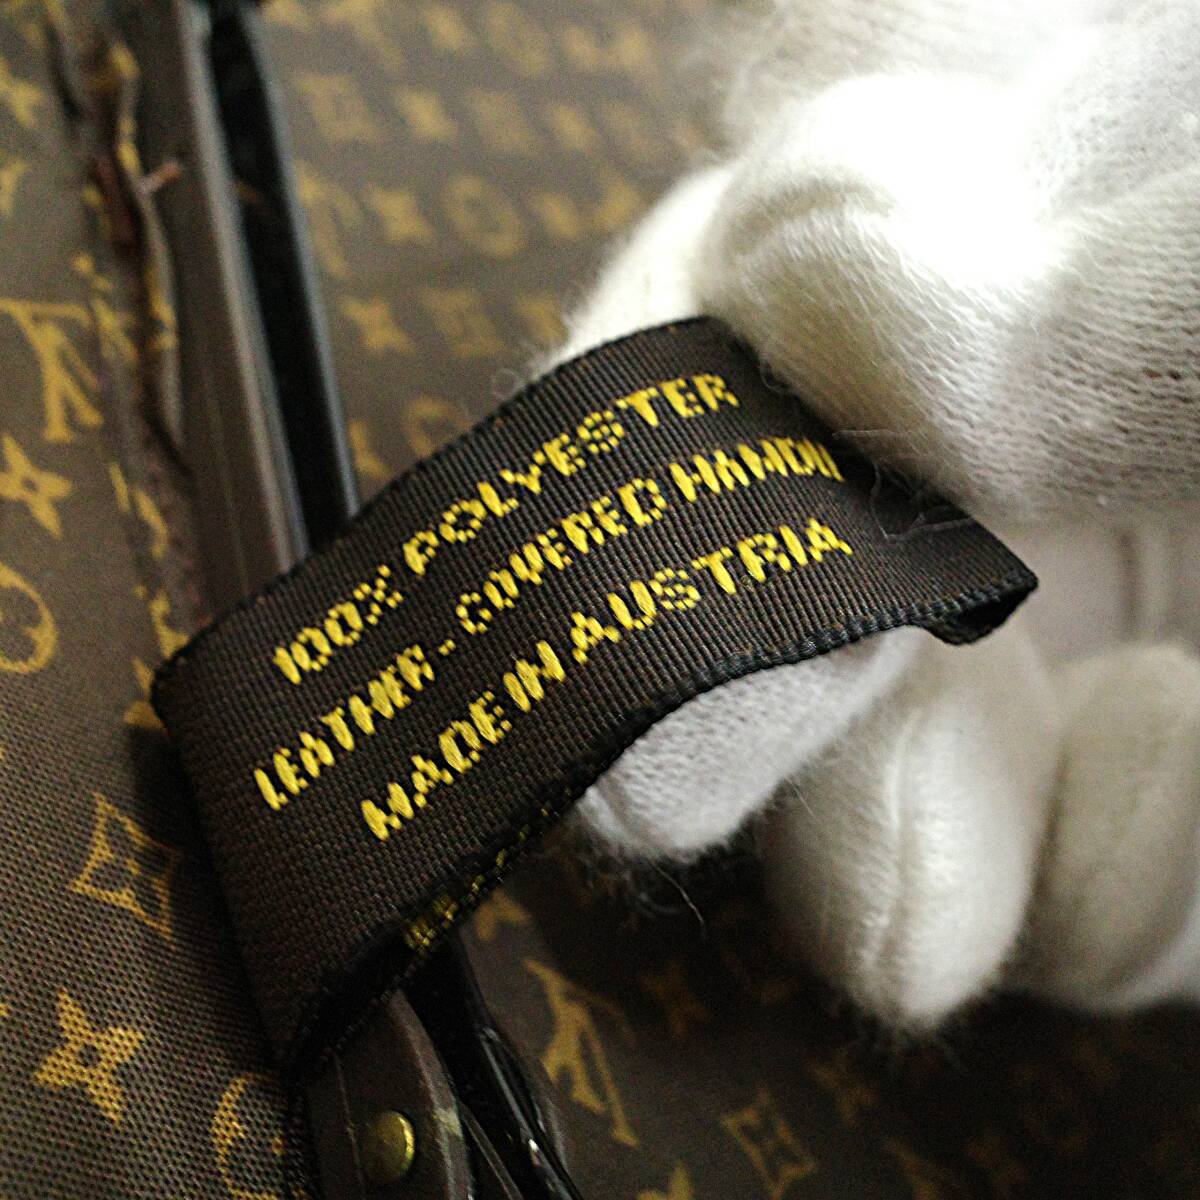 100% POLYESTER
LEATHER-COVERED
MADE IN AUSTRIA